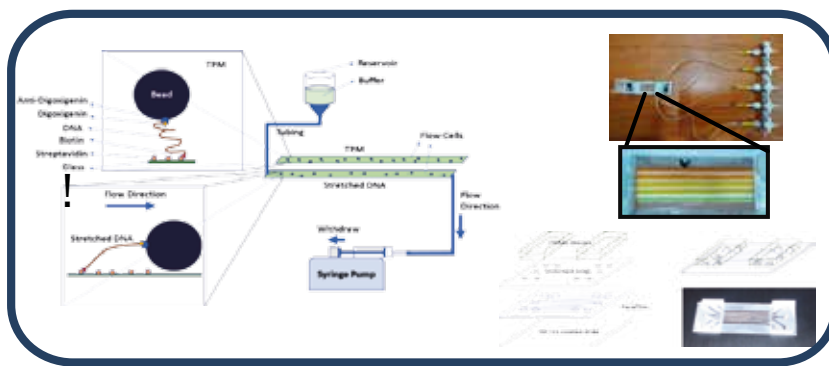 TPM
Bead
Anti-Digoxigenin
Digoxigenin
DNA
Biotin
Streptavidin
Glass
!
Flow Direction
Stretched DNA
Reservoir
Buffer
Tubing
Flow-Cells
TPM
Stretched DNA
Flow
Direction
Withdraw
Syringe Pump